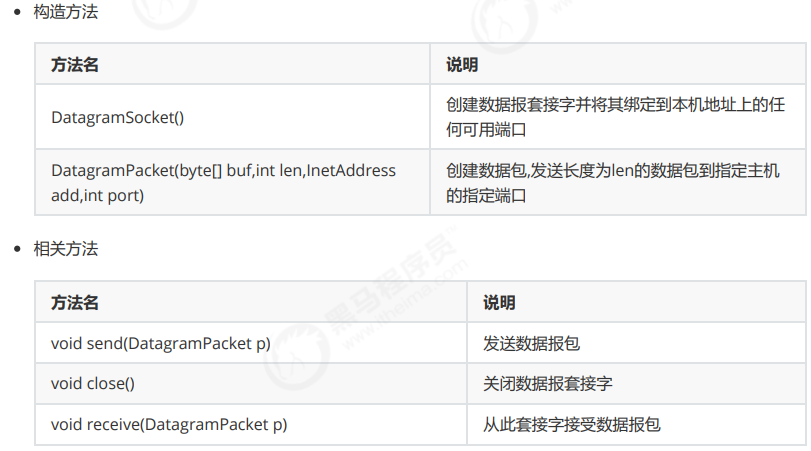 构造方法
方法名 说明
DatagramSocket() 创建数据报套接字并将其绑定到本机地址上的任
何可用端口
DatagramPacket(byte[] buf,int len,InetAddress 创建数据包,发送长度为len的数据包到指定主机
add,int port) 的指定端口
相关方法
方法名 说明
void send(DatagramPacket p) 发送数据报包
void close() 关闭数据报套接字
void receive(DatagramPacket p) 从此套接字接受数据报包
黑马程序员
www.itheima.com